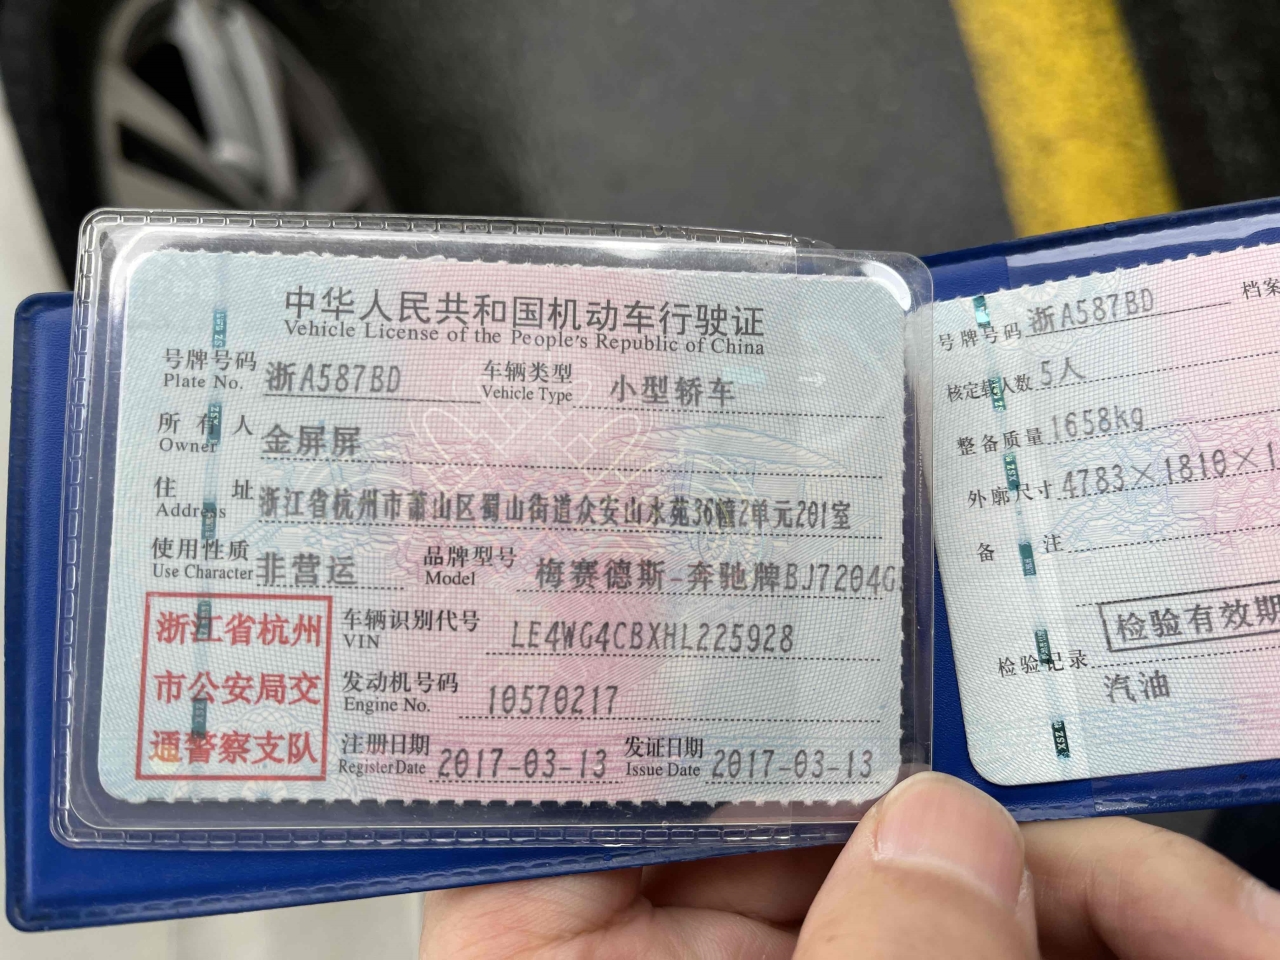 中华人民共和国机动车行驶证
Vehicle License of the People's Republic of China
号牌号码 浙A587BD 车辆类型 小型轿车
Plate No. Vehicle Type
所有人 金屏屏
Owner
住址 浙江省杭州市萧山区蜀山街道众安山水苑36幢2单元201室
Address
使用性质 非营运 品牌型号 梅赛德斯-奔驰牌BJ7204G
Use Character Model
浙江省杭州
市公安局交
通警察支队
车辆识别代号 LE4WG4CBXHL225928
VIN
发动机号码 10570217
Engine No.
注册日期 2017-03-13 发证日期 2017-03-13
Register Date Issue Date
号牌号码 浙A587BD 档案
核定载人数 5人
整备质量 1658kg
外廓尺寸 4783×1810×1
备注
检验有效期
检验记录
汽油